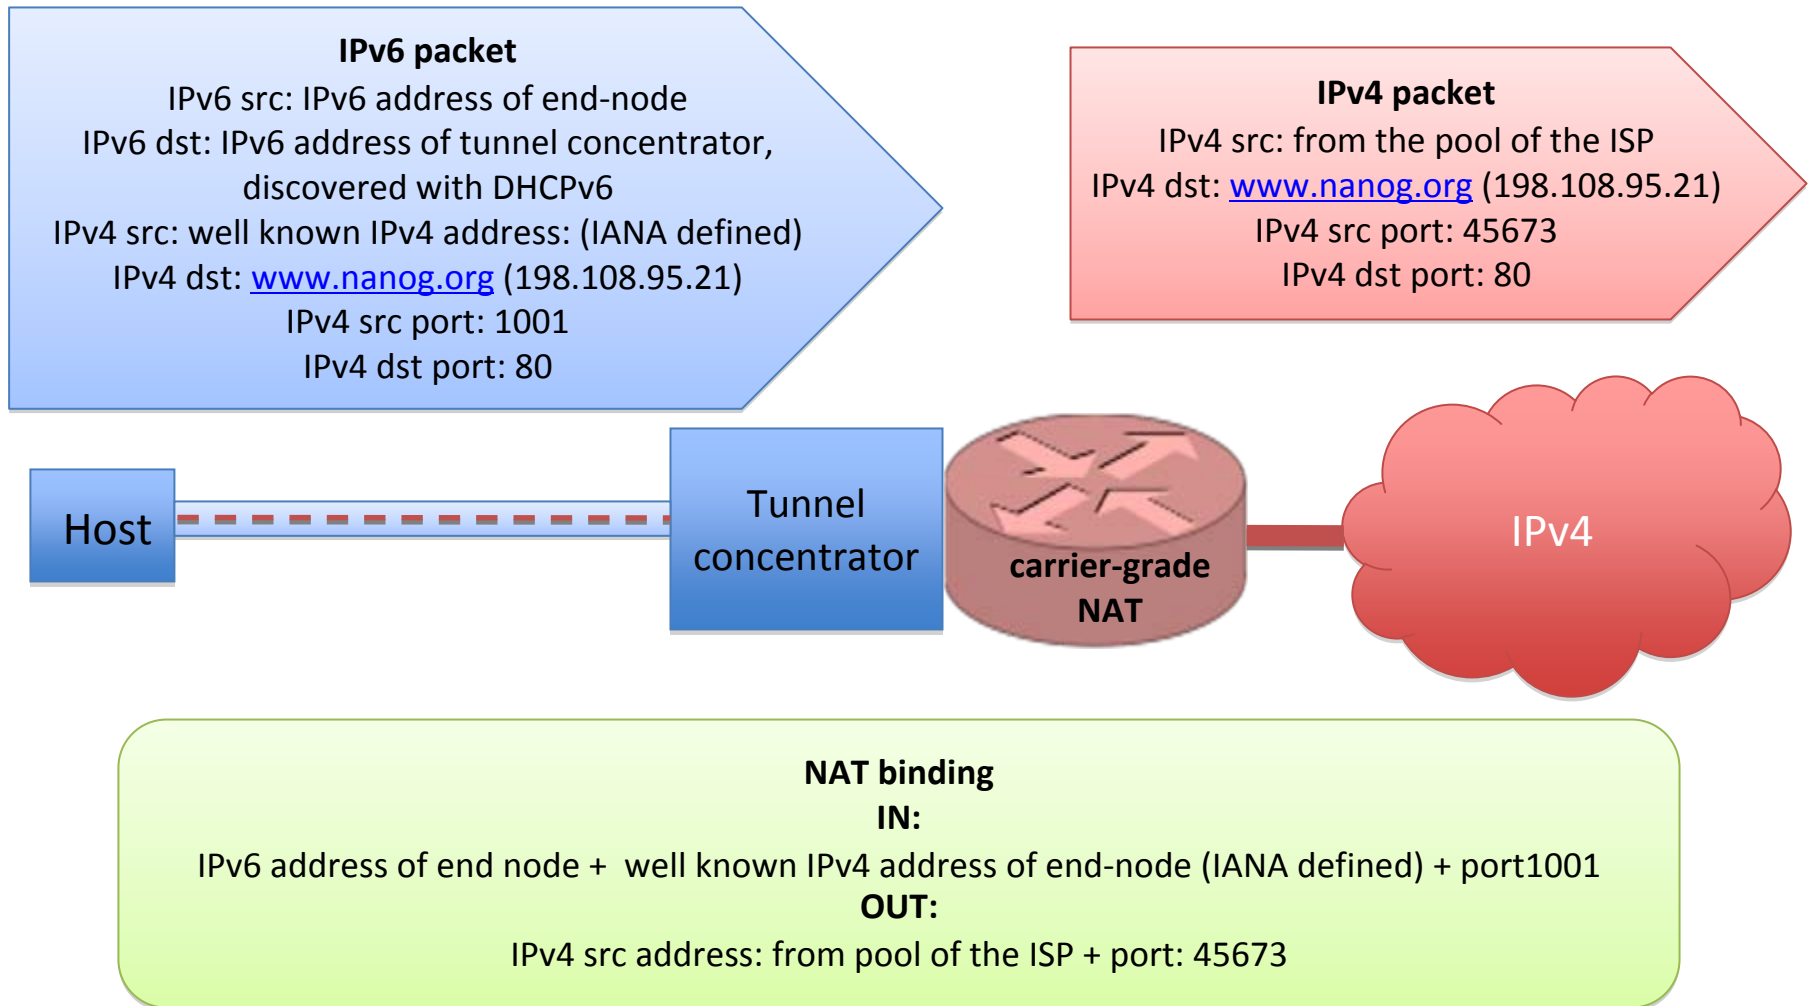 IPv6 packet
IPv6 src: IPv6 address of end-node
IPv6 dst: IPv6 address of tunnel concentrator,
discovered with DHCPv6
IPv4 src: well known IPv4 address: (IANA defined)
IPv4 dst: www.nanog.org (198.108.95.21)
IPv4 src port: 1001
IPv4 dst port: 80
IPv4 packet
IPv4 src: from the pool of the ISP
IPv4 dst: www.nanog.org (198.108.95.21)
IPv4 src port: 45673
IPv4 dst port: 80
Host
Tunnel
concentrator
carrier-grade
NAT
IPv4
NAT binding
IN:
IPv6 address of end node +  well known IPv4 address of end-node (IANA defined) + port1001
OUT:
IPv4 src address: from pool of the ISP + port: 45673